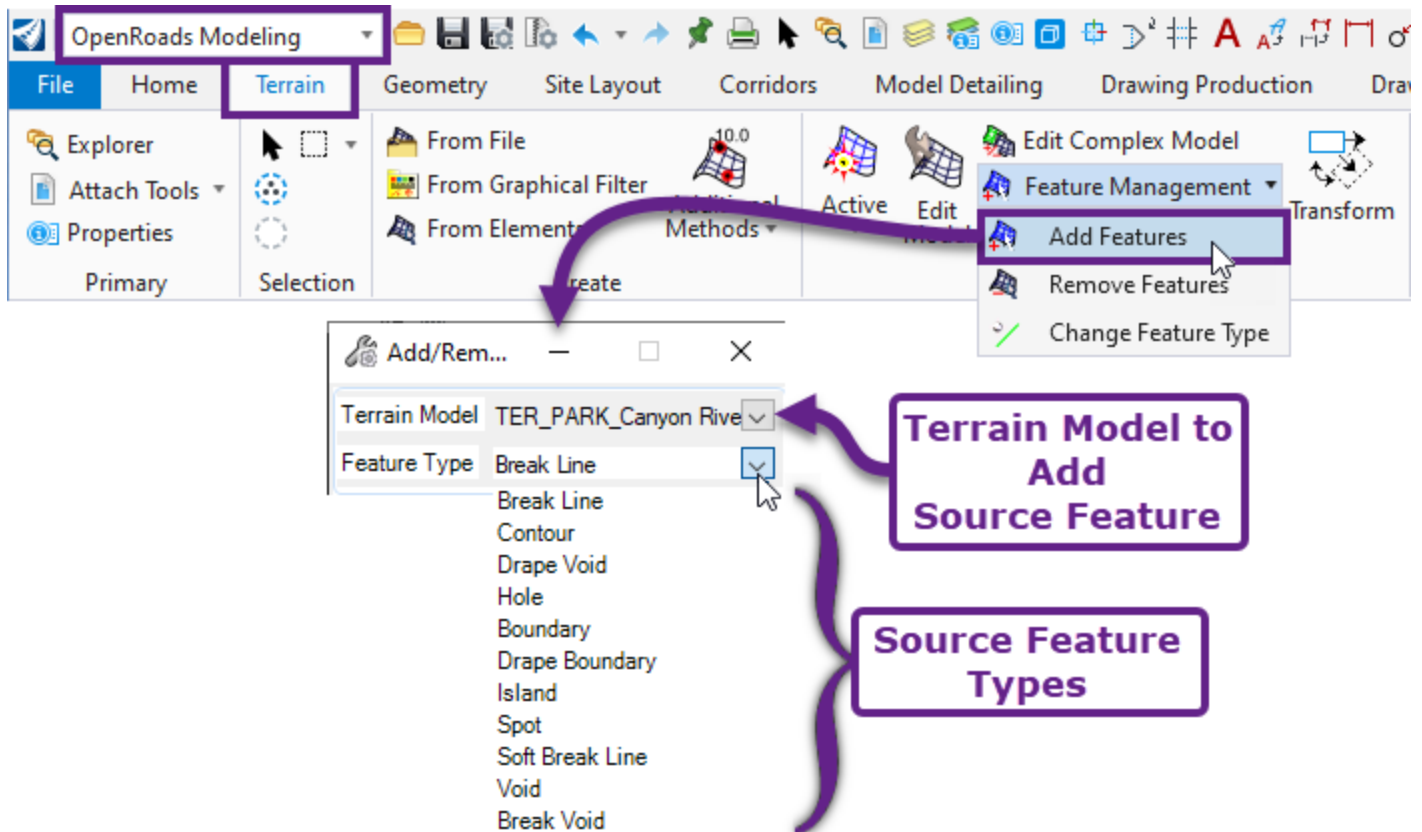 OpenRoads Modeling
File Home Terrain Geometry Site Layout Corridors Model Detailing Drawing Production
Explorer
Attach Tools
Properties
Primary
Selection
From File
From Graphical Filter
From Element
10.0
Methods
Active
Edit
Edit Complex Model
Feature Management
Add Features
Remove Features
Change Feature Type
Transform
Add/Rem...
Terrain Model TER_PARK_Canyon Rive
Feature Type Break Line
Break Line
Contour
Drape Void
Hole
Boundary
Drape Boundary
Island
Spot
Soft Break Line
Void
Break Void
Terrain Model to
Add
Source Feature
Source Feature
Types